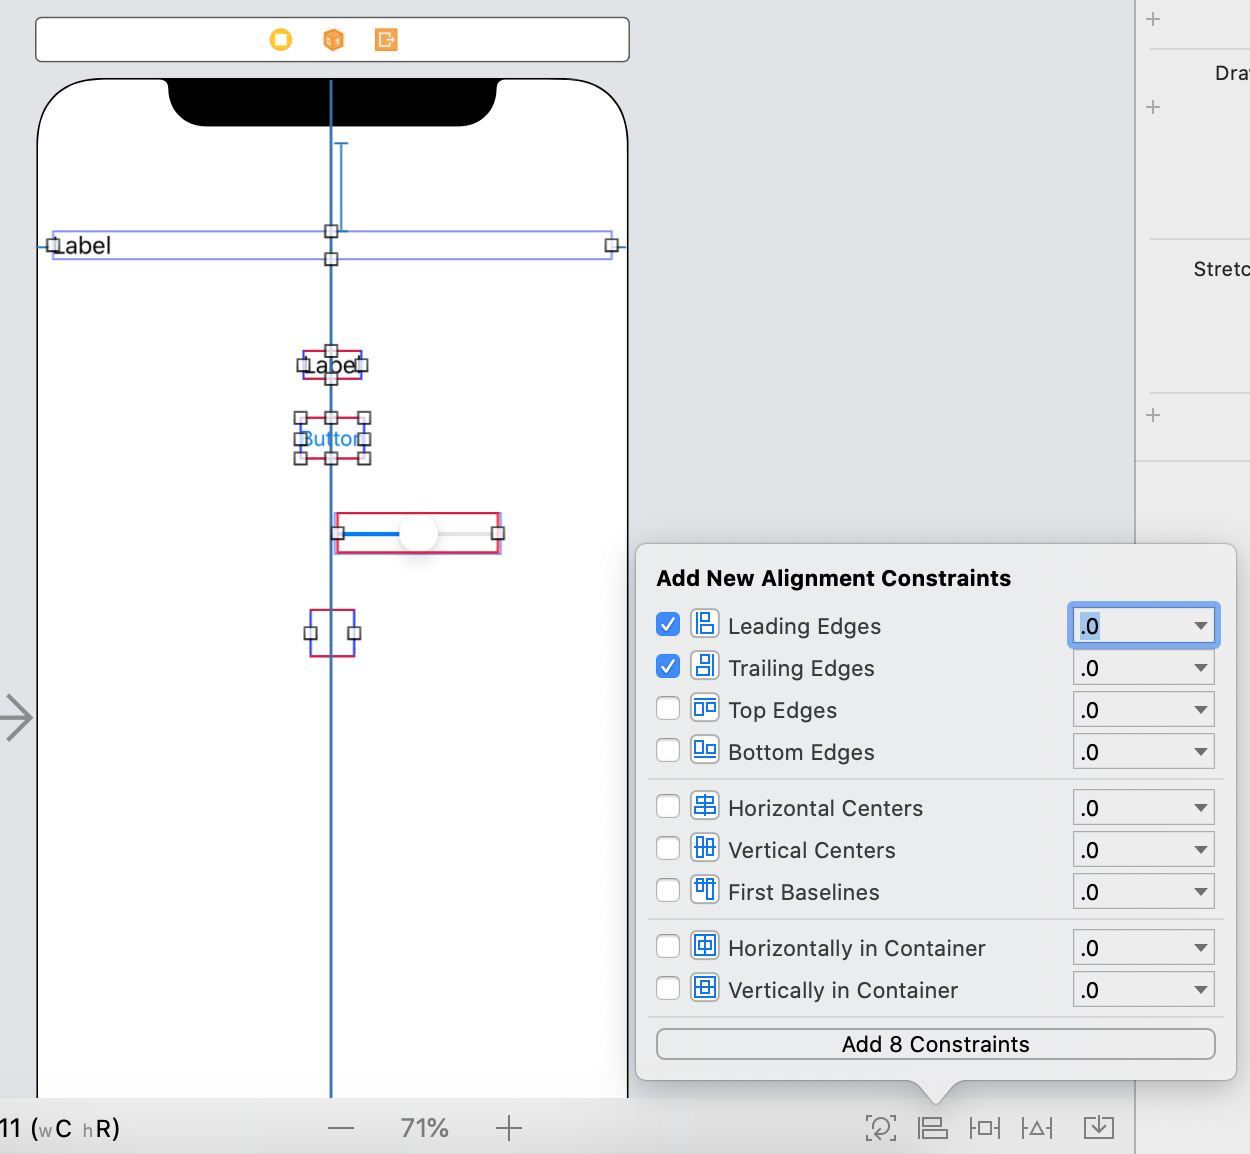 Dra
Label
Stretc
Label
Button
Add New Alignment Constraints
Leading Edges .0
Trailing Edges .0
Top Edges .0
Bottom Edges .0
Horizontal Centers .0
Vertical Centers .0
First Baselines .0
Horizontally in Container .0
Vertically in Container .0
Add 8 Constraints
11 (wC hR) 71%